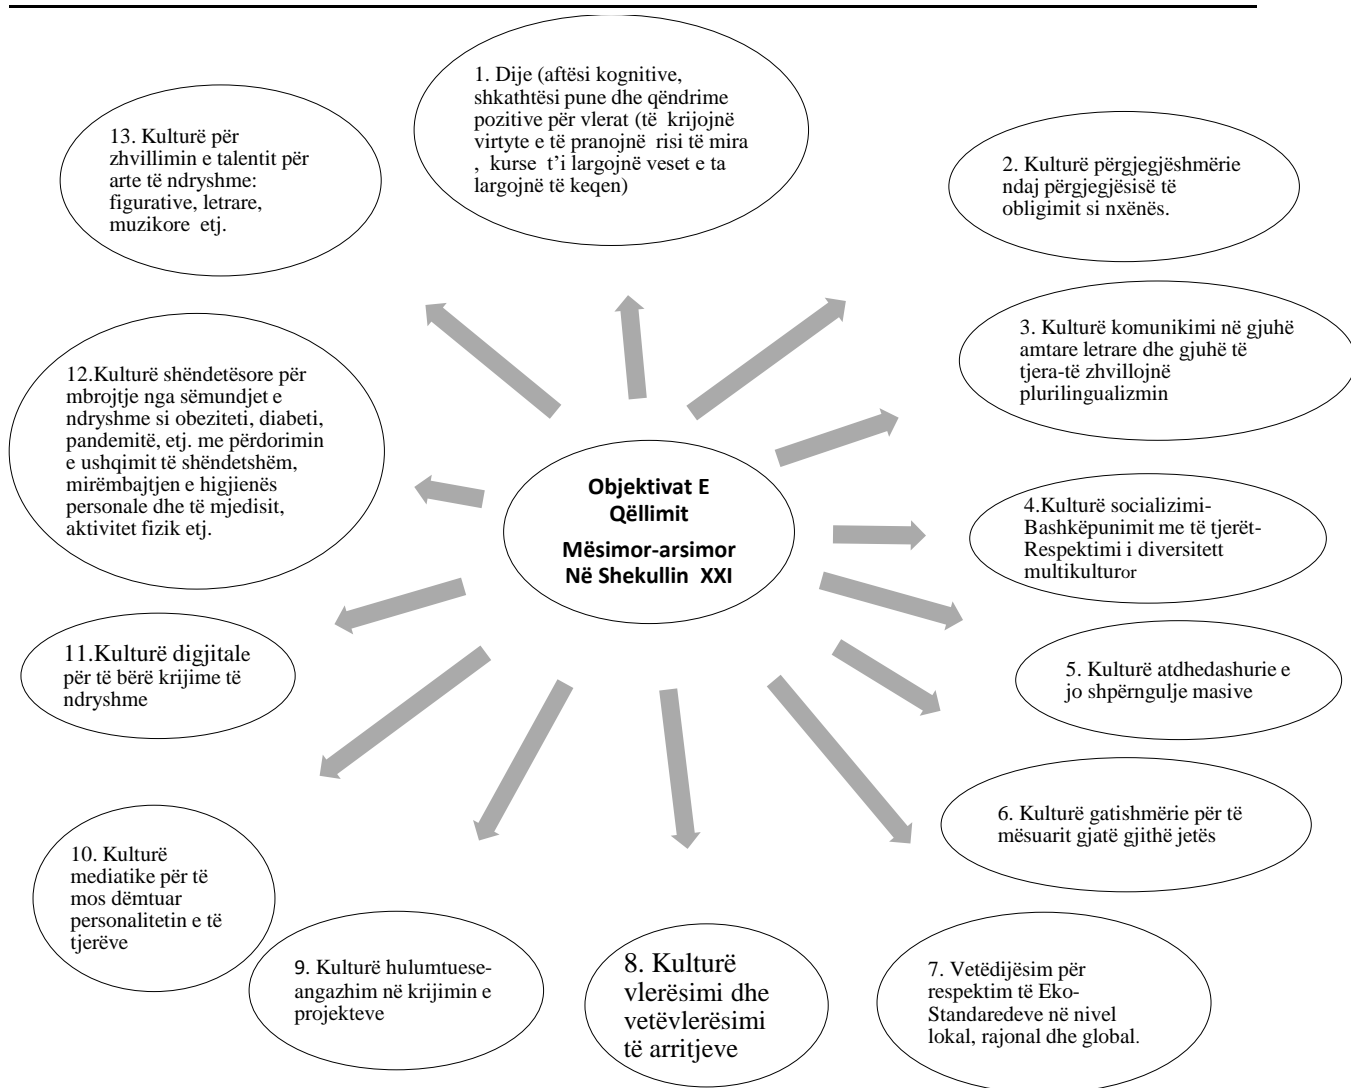 1. Dije (aftësi kognitive,
shkathtësi pune dhe qëndrime
pozitive për vlerat (të krijojnë
virtyte e të pranojnë risi të mira
, kurse t’i largojnë veset e ta
largojnë të keqen)
2. Kulturë përgjegjëshmërie
ndaj përgjegjësisë të
obligimit si nxënës.
3. Kulturë komunikimi në gjuhë
amtare letrare dhe gjuhë të
tjera-të zhvillojnë
plurilingualizmin
4.Kulturë socializimi-
Bashkëpunimit me të tjerët-
Respektimi i diversitett
multikulturor
5. Kulturë atdhedashurie e
jo shpërngulje masive
6. Kulturë gatishmërie për të
mësuarit gjatë gjithë jetës
7. Vetëdijësim për
respektim të Eko-
Standaredeve në nivel
lokal, rajonal dhe global.
8. Kulturë
vlerësimi dhe
vetëvlerësimi
të arritjeve
9. Kulturë hulumtuese-
angazhim në krijimin e
projekteve
10. Kulturë
mediatike për të
mos dëmtuar
personalitetin e të
tjerëve
11.Kulturë digjitale
për të bërë krijime të
ndryshme
12.Kulturë shëndetësore për
mbrojtje nga sëmundjet e
ndryshme si obeziteti, diabeti,
pandemitë, etj. me përdorimin
e ushqimit të shëndetshëm,
mirëmbajtjen e higjienës
personale dhe të mjedisit,
aktivitet fizik etj.
13. Kulturë për
zhvillimin e talentit për
arte të ndryshme:
figurative, letrare,
muzikore etj.
Objektivat E
Qëllimit
Mësimor-arsimor
Në Shekullin XXI